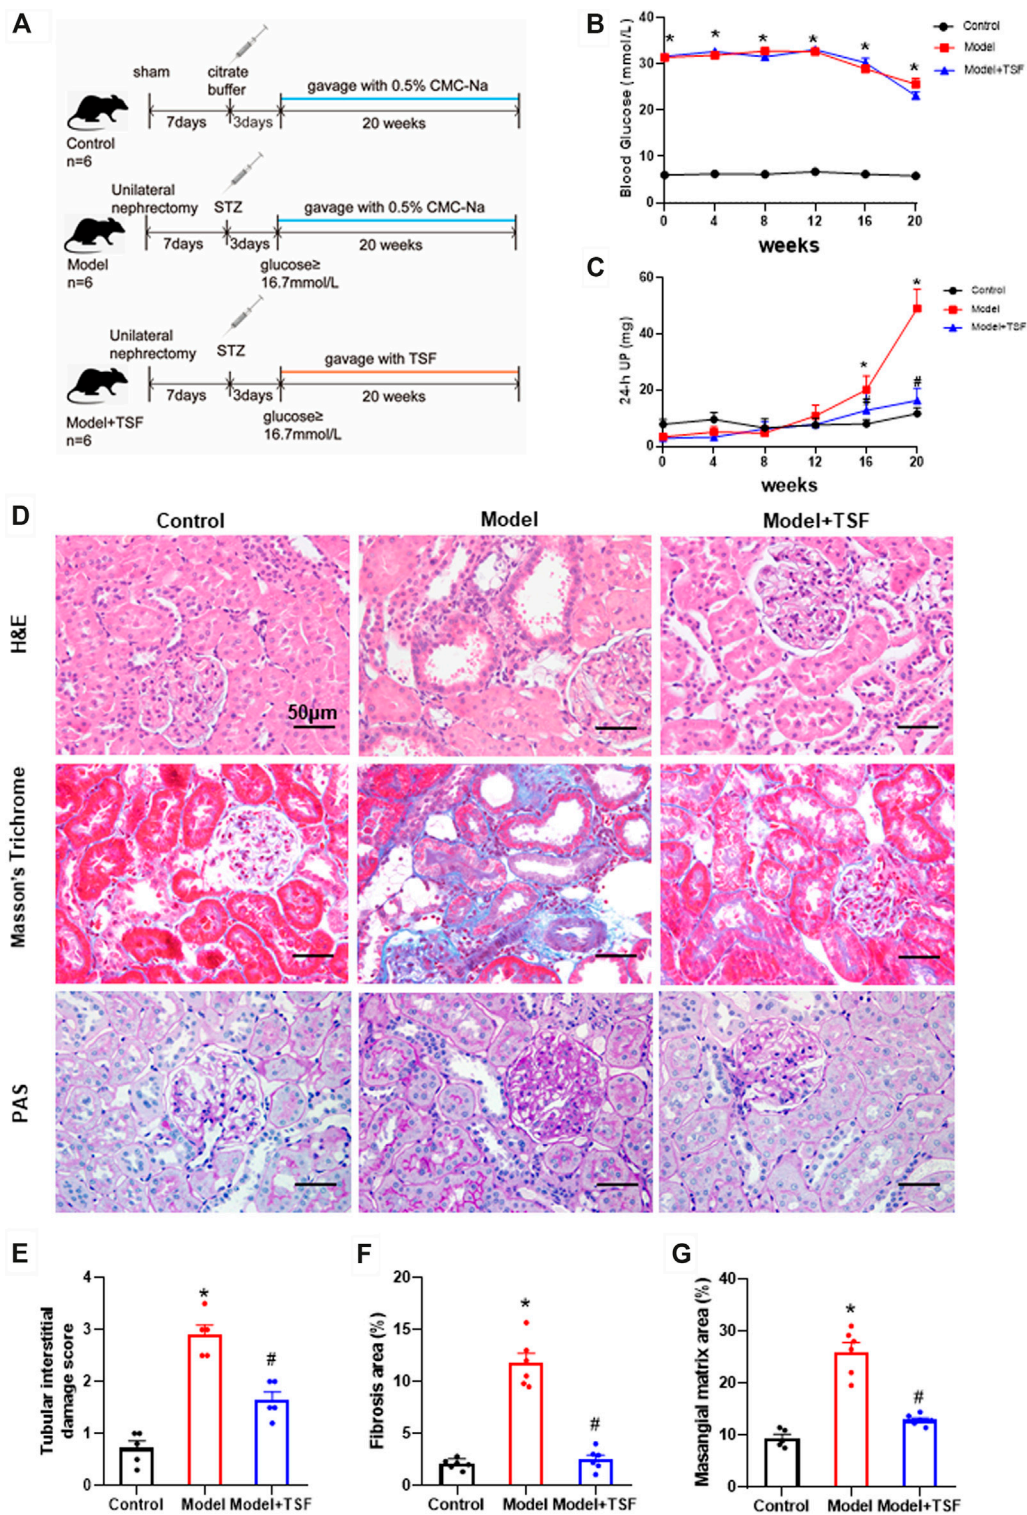 A
sham
citrate
buffer
gavage with 0.5% CMC-Na
7days
3days
20 weeks
Control
n=6
Unilateral
nephrectomy
STZ
gavage with 0.5% CMC-Na
7days
3days
20 weeks
Model
n=6
glucose≥
16.7mmol/L
Unilateral
nephrectomy
STZ
gavage with TSF
7days
3days
20 weeks
Model+TSF
n=6
glucose≥
16.7mmol/L
B
Blood Glucose (mmol/L)
40
30
20
10
0
* * * * * *
0 4 8 12 16 20
weeks
Control
Model
Model+TSF
C
24-h UP (mg)
60
40
20
0
* *
# #
0 4 8 12 16 20
weeks
Control
Model
Model+TSF
D
Control Model Model+TSF
H&E
50μm
Masson's Trichrome
PAS
E
Tubular interstitial
damage score
4
3
2
1
0
*
#
Control Model Model+TSF
F
Fibrosis area (%)
20
15
10
5
0
*
#
Control Model Model+TSF
G
Masangial matrix area (%)
40
30
20
10
0
*
#
Control Model Model+TSF